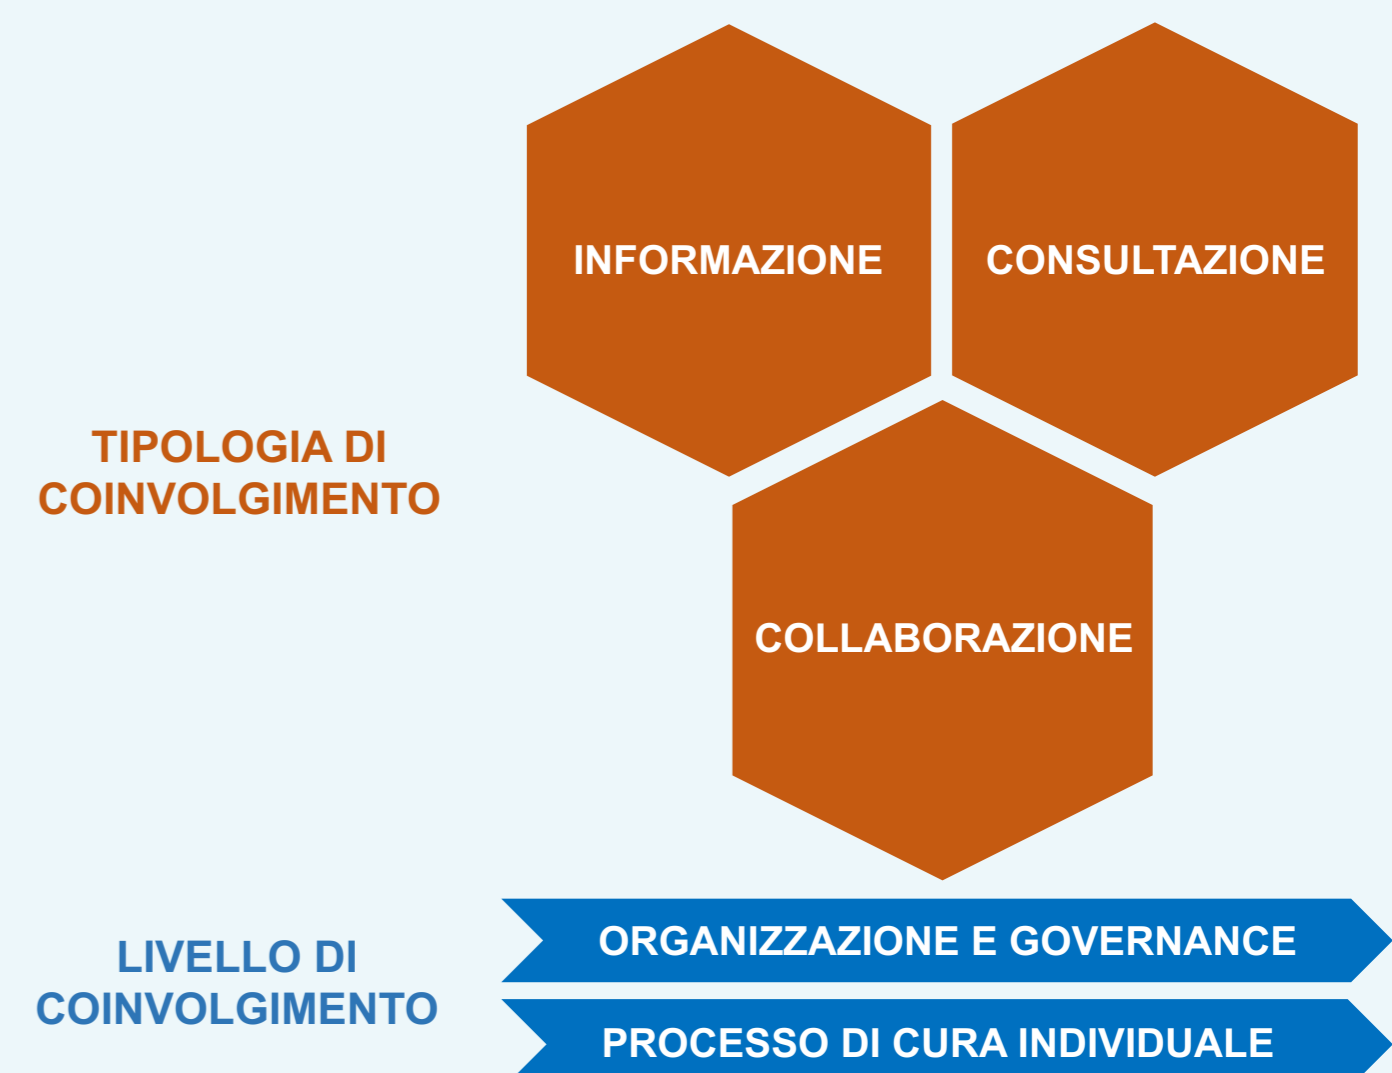 INFORMAZIONE
CONSULTAZIONE
TIPOLOGIA DI
COINVOLGIMENTO
COLLABORAZIONE
LIVELLO DI
COINVOLGIMENTO
ORGANIZZAZIONE E GOVERNANCE
PROCESSO DI CURA INDIVIDUALE